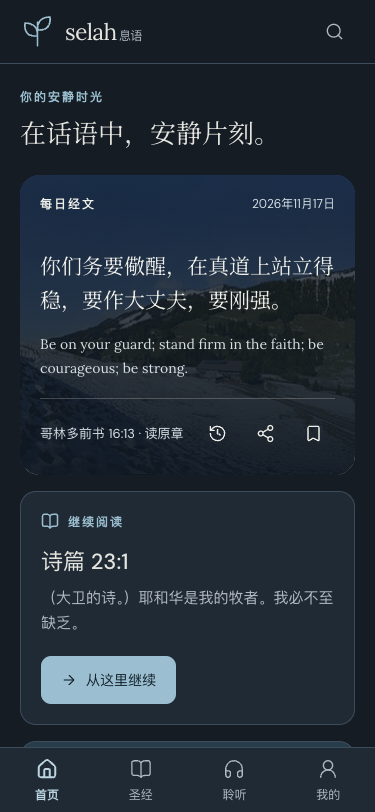 selah息语
你的安静时光
在话语中，安静片刻。
每日经文
2026年11月17日
你们务要儆醒，在真道上站立得
稳，要作大丈夫，要刚强。
Be on your guard; stand firm in the faith; be
courageous; be strong.
哥林多前书 16:13 · 读原章
继续阅读
诗篇 23:1
（大卫的诗。）耶和华是我的牧者。我必不至
缺乏。
从这里继续
首页
圣经
聆听
我的